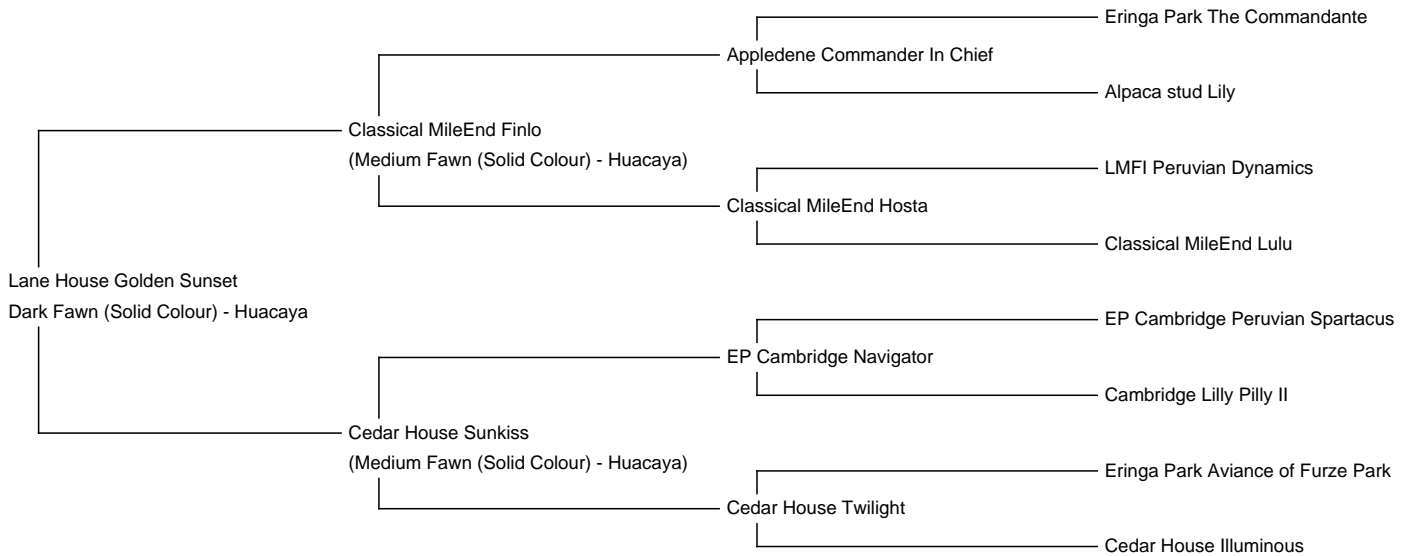 Eringa Park The Commandante
Appledene Commander In Chief
Alpaca stud Lily
Classical MileEnd Finlo
(Medium Fawn (Solid Colour) - Huacaya)
LMFI Peruvian Dynamics
Classical MileEnd Hosta
Classical MileEnd Lulu
Lane House Golden Sunset
Dark Fawn (Solid Colour) - Huacaya
EP Cambridge Peruvian Spartacus
EP Cambridge Navigator
Cambridge Lilly Pilly II
Cedar House Sunkiss
(Medium Fawn (Solid Colour) - Huacaya)
Eringa Park Aviance of Furze Park
Cedar House Twilight
Cedar House Illuminous